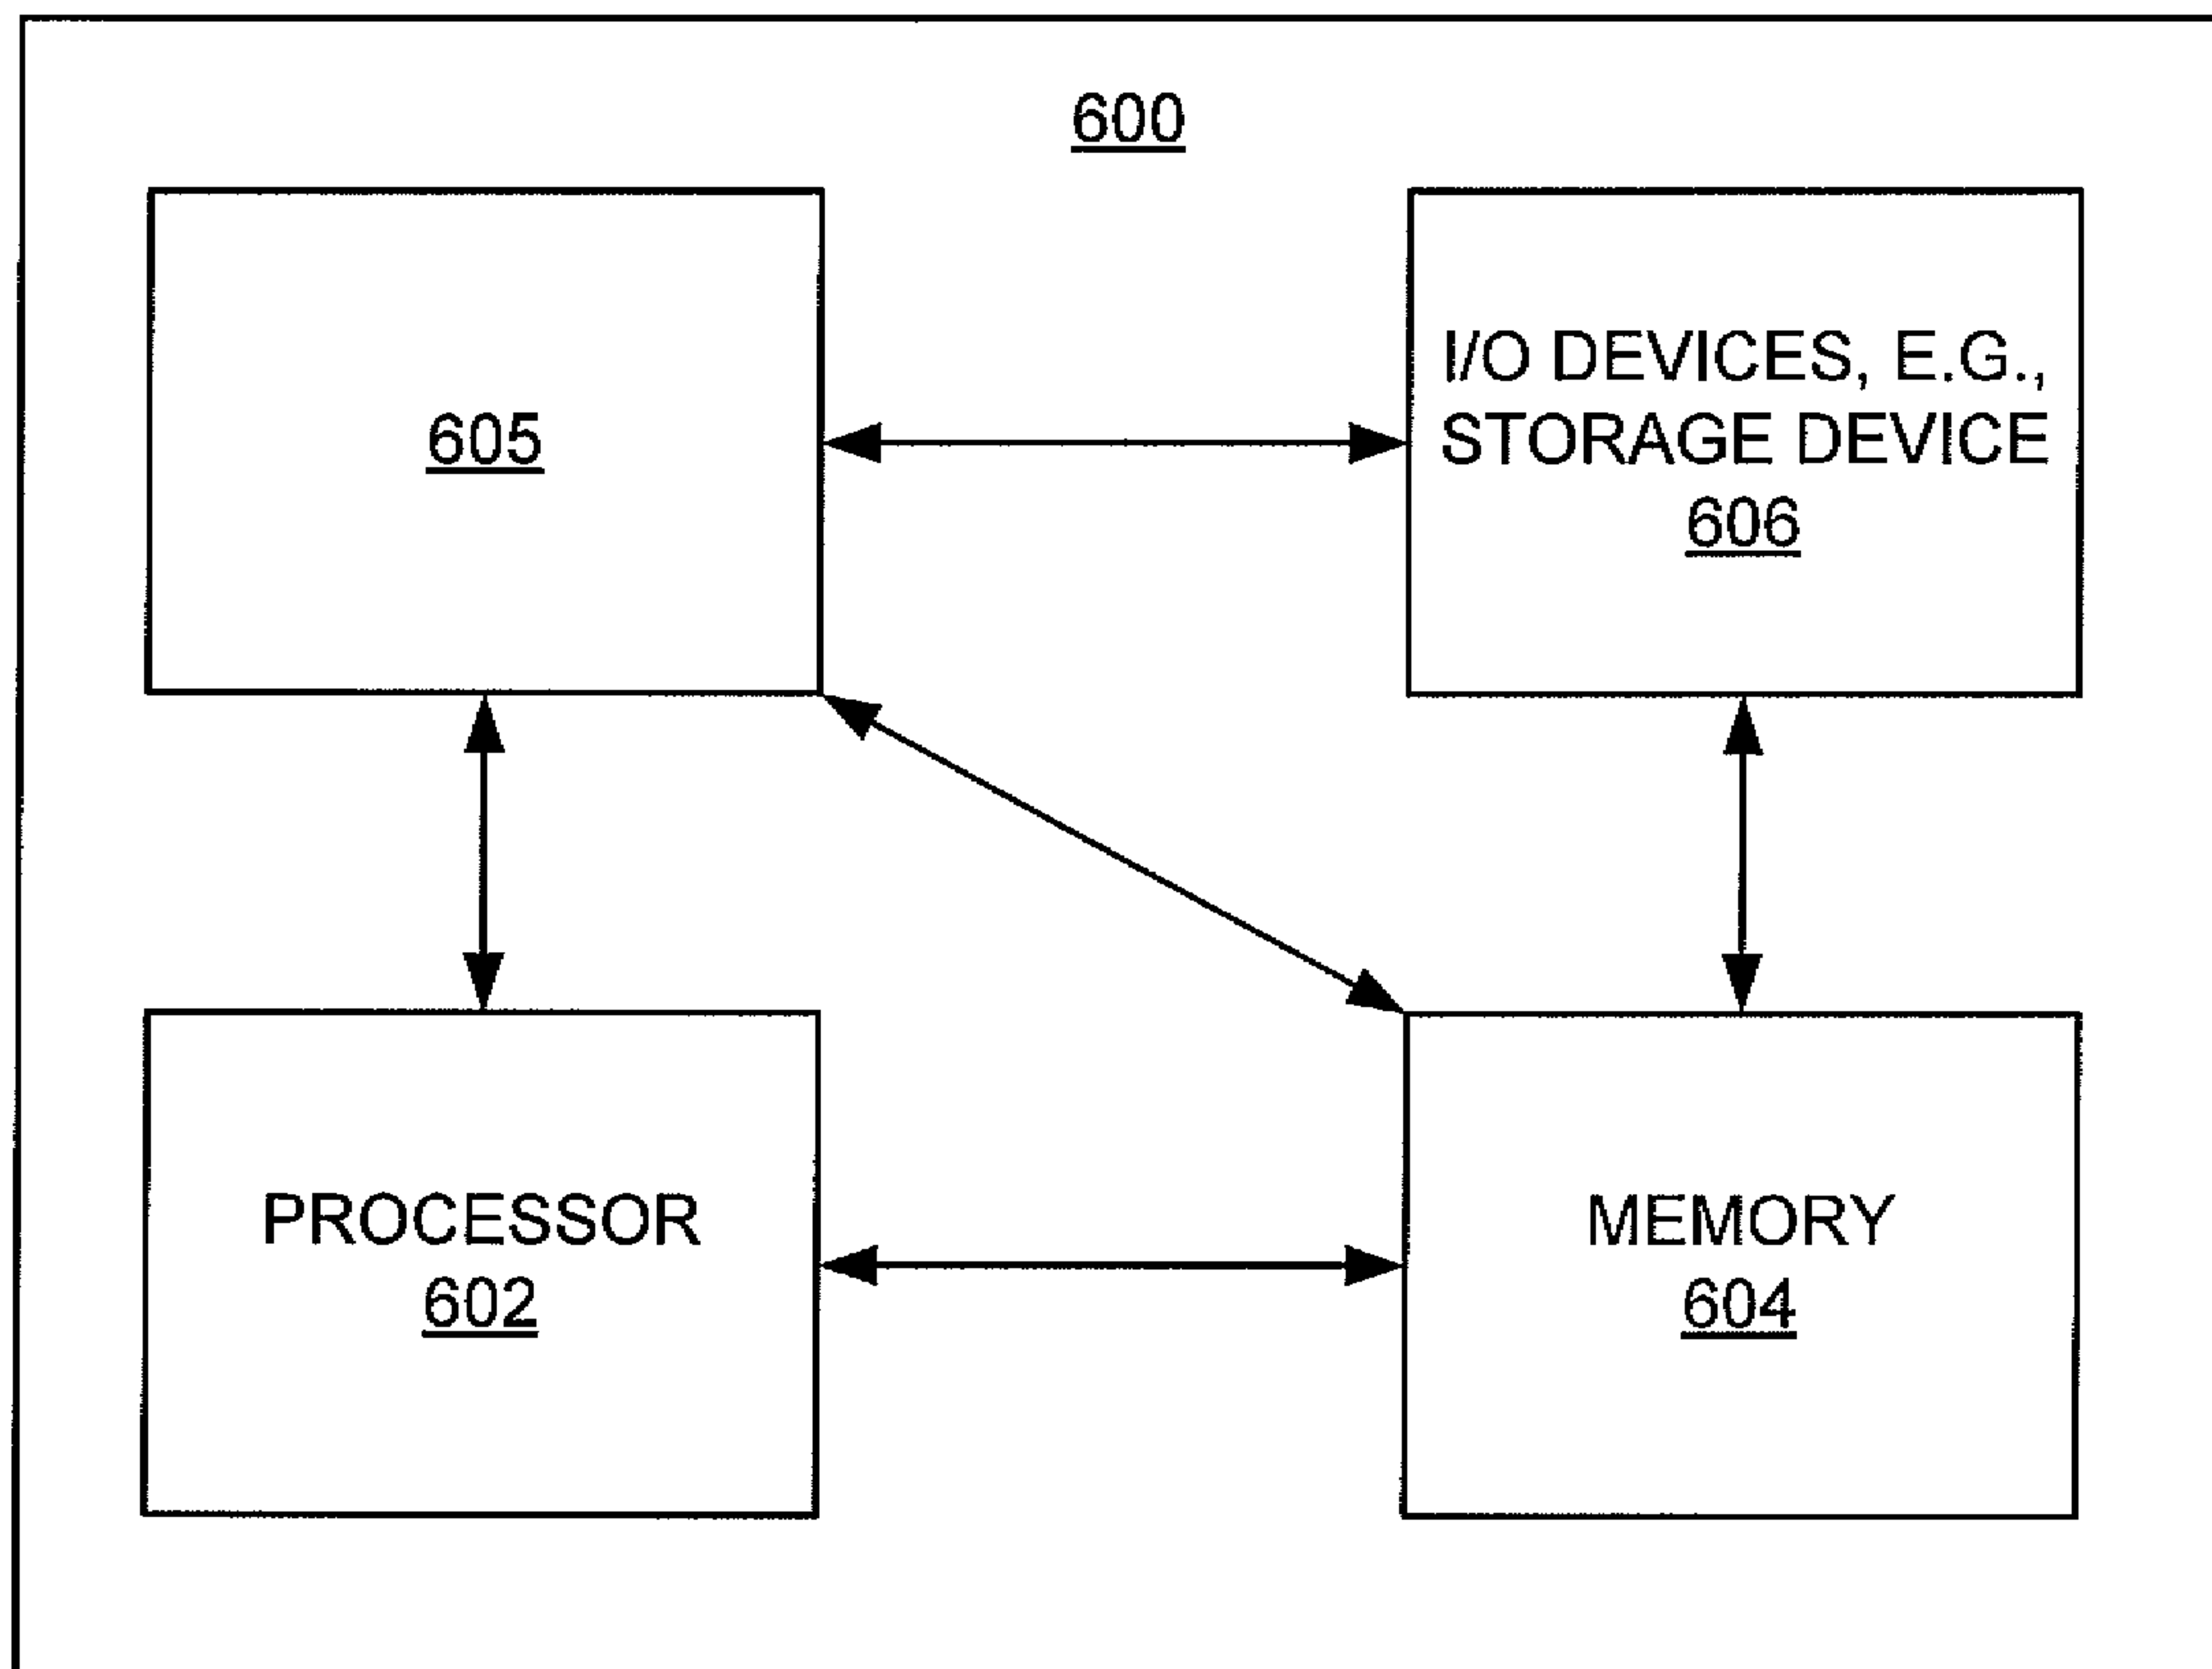 600
605
I/O DEVICES, E.G.,
STORAGE DEVICE
606
PROCESSOR
602
MEMORY
604